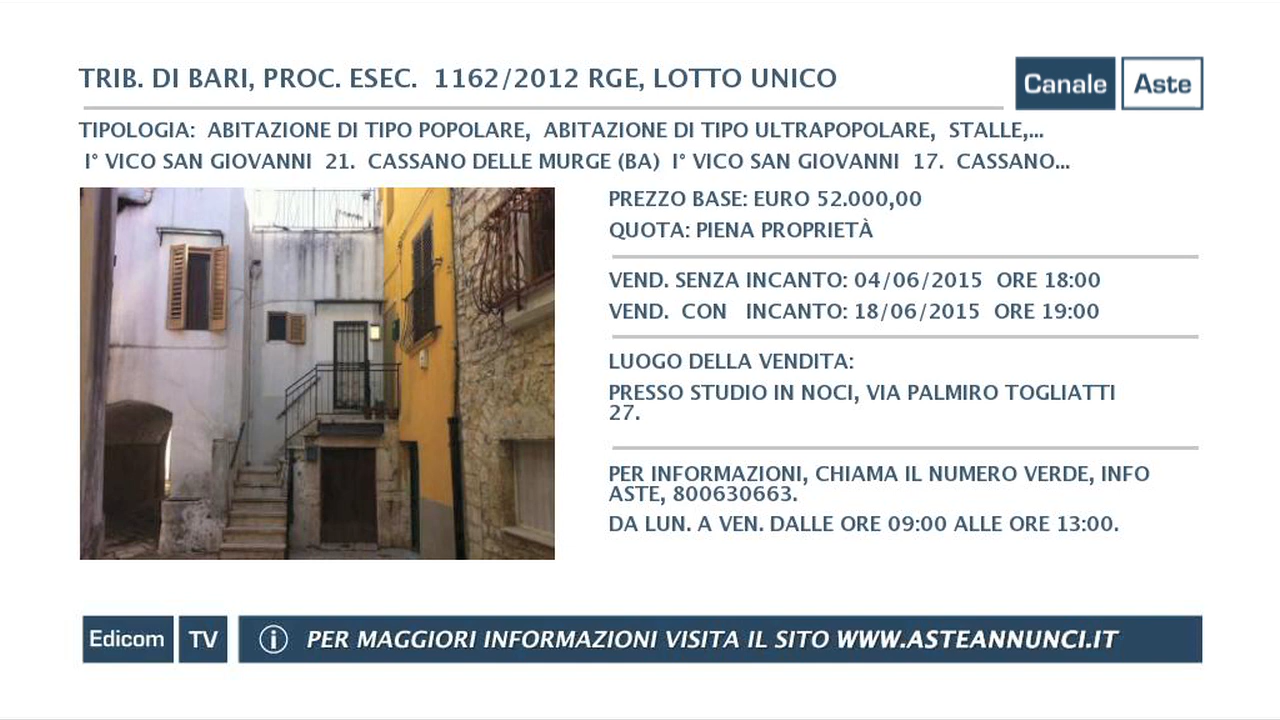 TRIB. DI BARI, PROC. ESEC. 1162/2012 RGE, LOTTO UNICO
Canale Aste
TIPOLOGIA: ABITAZIONE DI TIPO POPOLARE, ABITAZIONE DI TIPO ULTRAPOPOLARE, STALLE,...
I° VICO SAN GIOVANNI 21. CASSANO DELLE MURGE (BA) I° VICO SAN GIOVANNI 17. CASSANO...
PREZZO BASE: EURO 52.000,00
QUOTA: PIENA PROPRIETÀ
VEND. SENZA INCANTO: 04/06/2015 ORE 18:00
VEND. CON INCANTO: 18/06/2015 ORE 19:00
LUOGO DELLA VENDITA:
PRESSO STUDIO IN NOCI, VIA PALMIRO TOGLIATTI
27.
PER INFORMAZIONI, CHIAMA IL NUMERO VERDE, INFO
ASTE, 800630663.
DA LUN. A VEN. DALLE ORE 09:00 ALLE ORE 13:00.
Edicom TV
PER MAGGIORI INFORMAZIONI VISITA IL SITO WWW.ASTEANNUNCI.IT